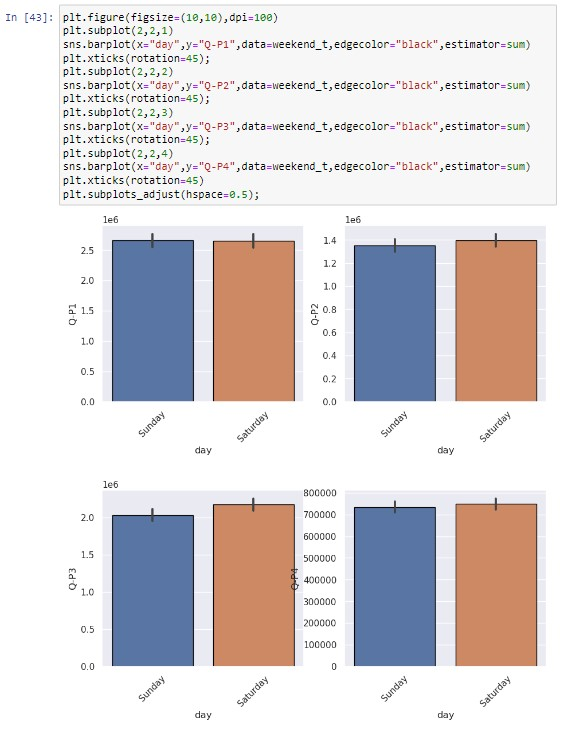 In [43]: plt.figure(figsize=(10,10),dpi=100)
plt.subplot(2,2,1)
sns.barplot(x="day",y="Q-P1",data=weekend_t,edgecolor="black",estimator=sum)
plt.xticks(rotation=45);
plt.subplot(2,2,2)
sns.barplot(x="day",y="Q-P2",data=weekend_t,edgecolor="black",estimator=sum)
plt.xticks(rotation=45);
plt.subplot(2,2,3)
sns.barplot(x="day",y="Q-P3",data=weekend_t,edgecolor="black",estimator=sum)
plt.xticks(rotation=45);
plt.subplot(2,2,4)
sns.barplot(x="day",y="Q-P4",data=weekend_t,edgecolor="black",estimator=sum)
plt.xticks(rotation=45)
plt.subplots_adjust(hspace=0.5);
1e6
2.5
2.0
1.5
1.0
0.5
0.0
Q-P1
Sunday
Saturday
day
1e6
1.4
1.2
1.0
0.8
0.6
0.4
0.2
0.0
Q-P2
Sunday
Saturday
day
1e6
2.0
1.5
1.0
0.5
0.0
Q-P3
Sunday
Saturday
day
800000
700000
600000
500000
400000
300000
200000
100000
0
Q-P4
Sunday
Saturday
day